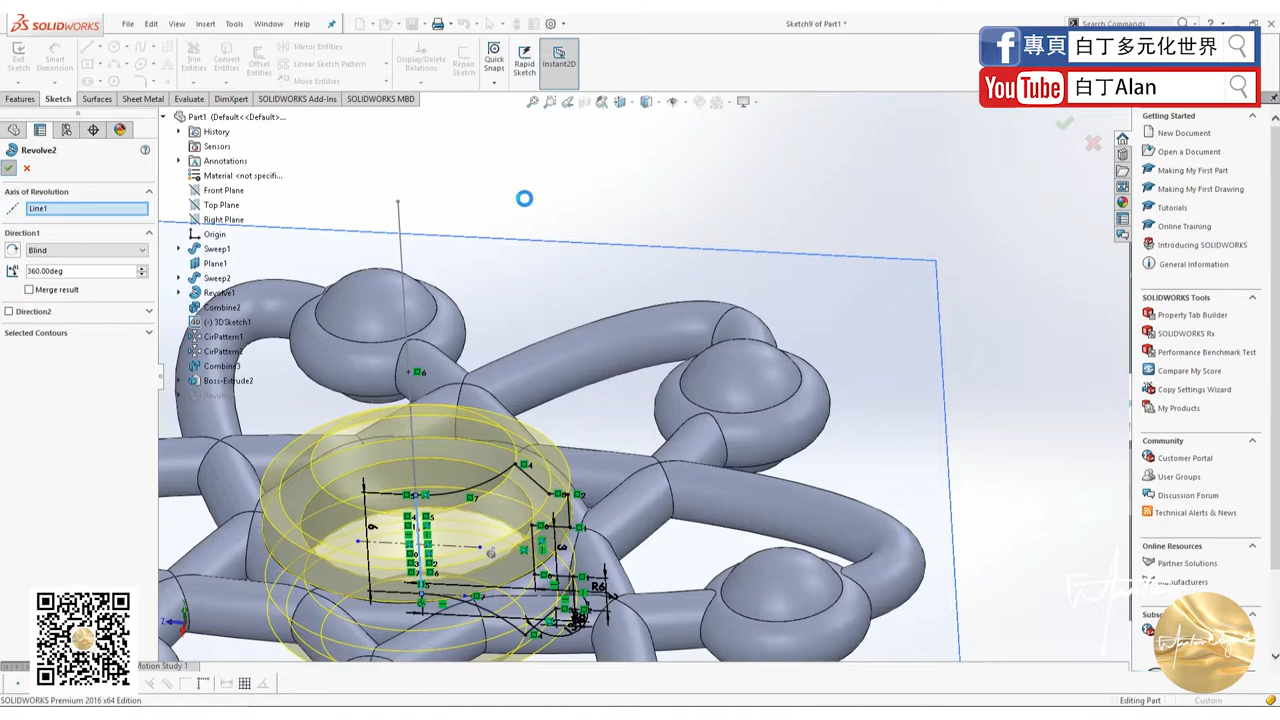 SOLIDWORKS
File
Edit
View
Insert
Tools
Window
Help
Sketch9 of Part1 *
Search Commands
專頁
白丁多元化世界
YouTube
白丁Alan
Exit Sketch
Smart Dimension
Trim Entities
Convert Entities
Offset Entities
Mirror Entities
Linear Sketch Pattern
Move Entities
Display/Delete Relations
Repair Sketch
Quick Snaps
Rapid Sketch
Instant2D
Features
Sketch
Surfaces
Sheet Metal
Evaluate
DimXpert
SOLIDWORKS Add-Ins
SOLIDWORKS MBD
Revolve2
Axis of Revolution
Line1
Direction1
Blind
360.00deg
Merge result
Direction2
Selected Contours
Part1 (Default<<Default>...
History
Sensors
Annotations
Material <not specifi...
Front Plane
Top Plane
Right Plane
Origin
Sweep1
Plane1
Sweep2
Revolve1
Combine2
(-) 3DSketch1
CirPattern1
CirPattern2
Combine3
Boss-Extrude2
Getting Started
New Document
Open a Document
Making My First Part
Making My First Drawing
Tutorials
Online Training
Introducing SOLIDWORKS
General Information
SOLIDWORKS Tools
Property Tab Builder
SOLIDWORKS Rx
Performance Benchmark Test
Compare My Score
Copy Settings Wizard
My Products
Community
Customer Portal
User Groups
Discussion Forum
Technical Alerts & News
Online Resources
Partner Solutions
Manufacturers
R6
Motion Study 1
SOLIDWORKS Premium 2016 x64 Edition
Editing Part
Custom